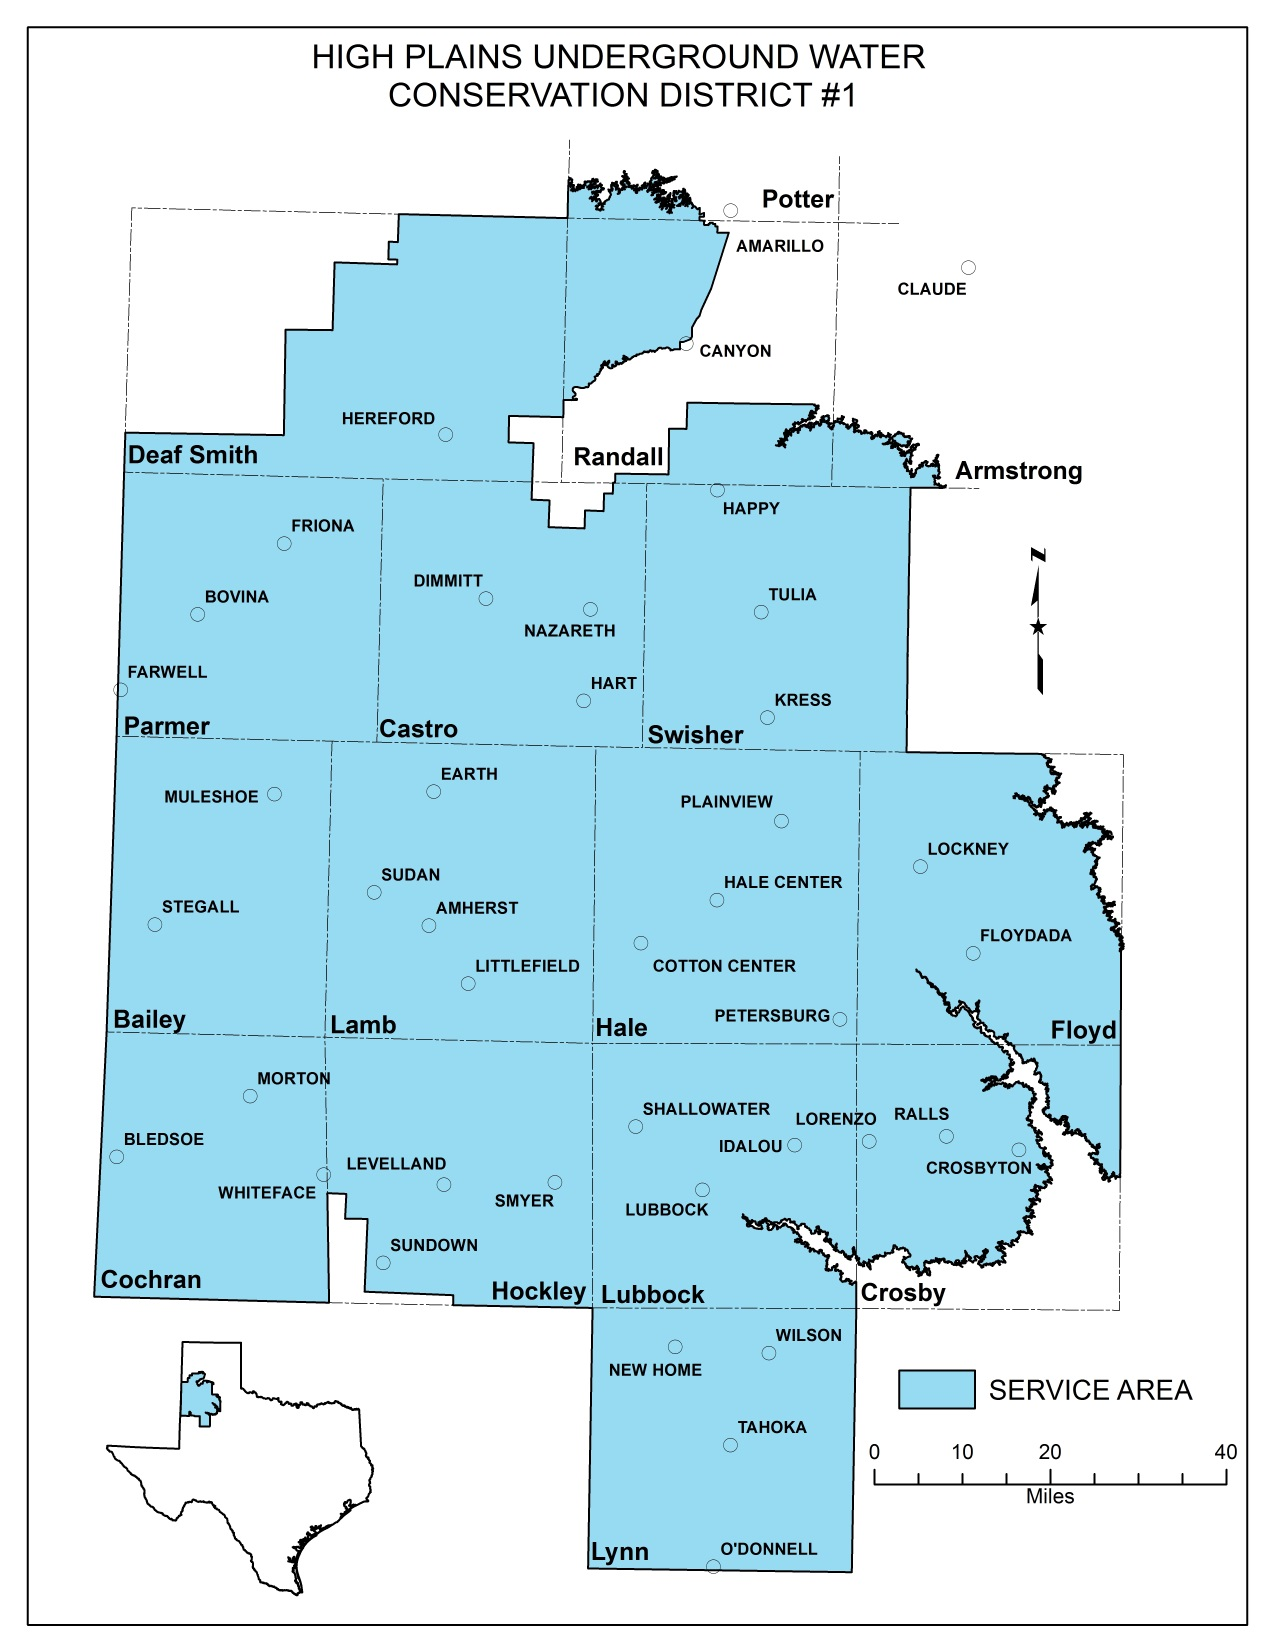 HIGH PLAINS UNDERGROUND WATER
CONSERVATION DISTRICT #1
Potter
AMARILLO
CLAUDE
CANYON
HEREFORD
Deaf Smith
Randall
Armstrong
HAPPY
FRIONA
N
DIMMITT
TULIA
BOVINA
NAZARETH
FARWELL
HART
KRESS
Parmer
Castro
Swisher
EARTH
MULESHOE
PLAINVIEW
LOCKNEY
SUDAN
HALE CENTER
STEGALL
AMHERST
FLOYDADA
LITTLEFIELD
COTTON CENTER
PETERSBURG
Bailey
Lamb
Hale
Floyd
MORTON
SHALLOWATER
LORENZO
RALLS
BLEDSOE
IDALOU
LEVELLAND
CROSBYTON
WHITEFACE
SMYER
LUBBOCK
SUNDOWN
Cochran
Hockley
Lubbock
Crosby
WILSON
NEW HOME
SERVICE AREA
TAHOKA
0 10 20 40
Miles
O'DONNELL
Lynn